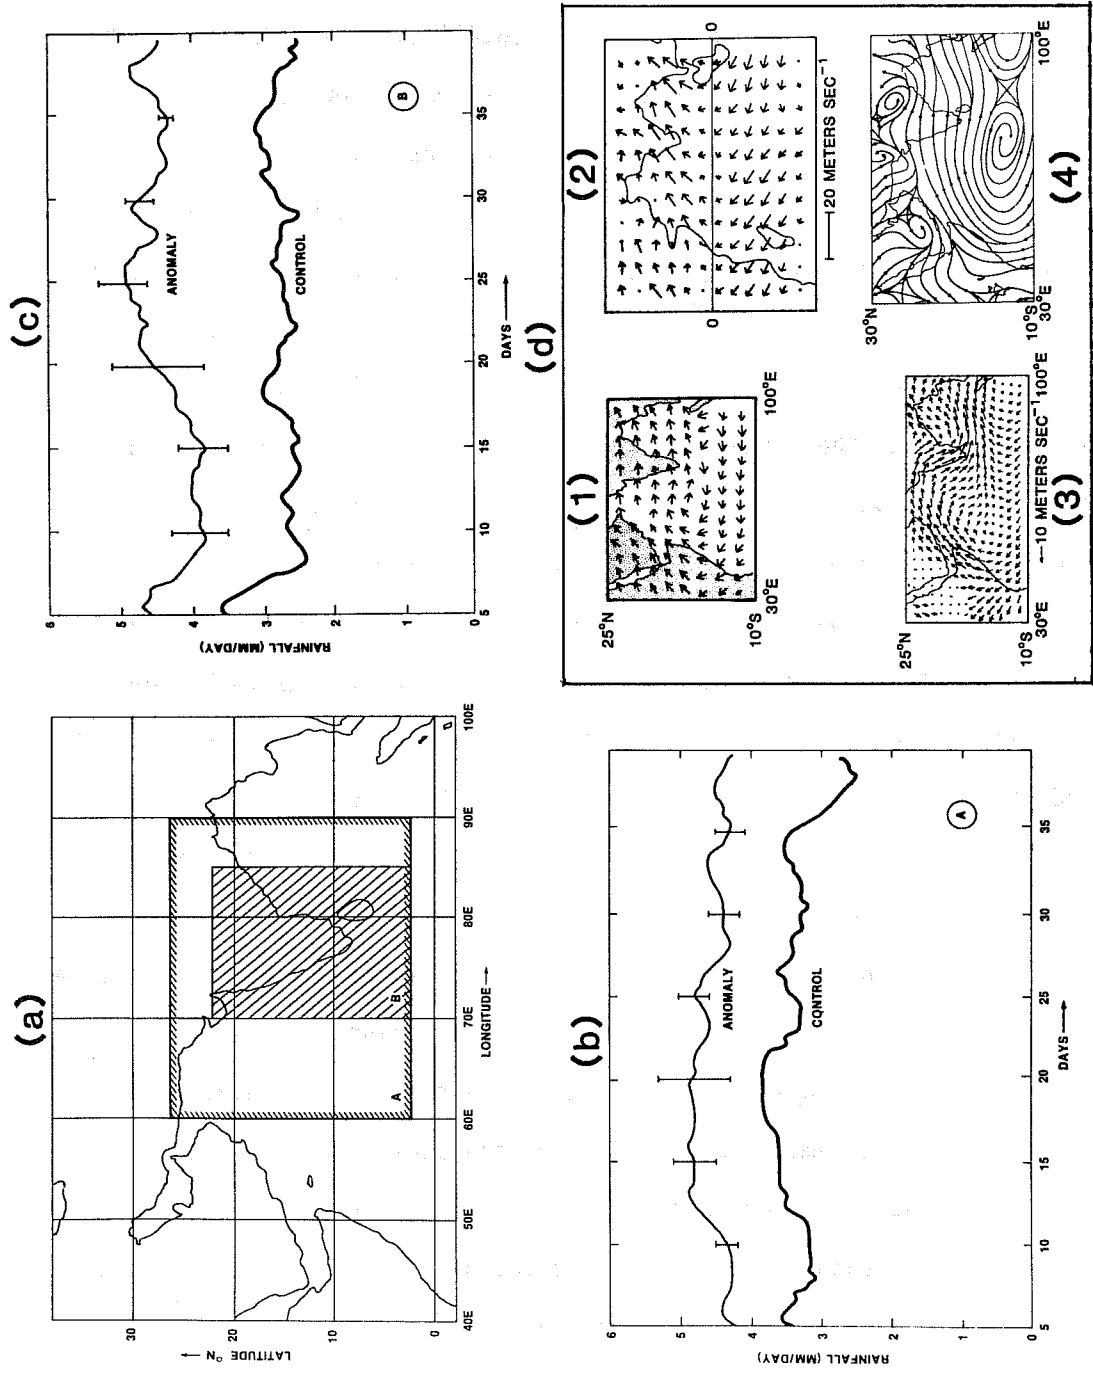 (a)
30
20
10
0
LATITUDE °N →
40E
50E
60E
70E
80E
90E
100E
LONGITUDE →
A
B
(b)
6
5
4
3
2
1
0
RAINFALL (MM/DAY)
5
10
15
20
25
30
35
DAYS →
ANOMALY
CONTROL
A
(c)
6
5
4
3
2
1
0
RAINFALL (MM/DAY)
5
10
15
20
25
30
35
DAYS →
ANOMALY
CONTROL
B
(d)
(1)
25°N
10°S
30°E
100°E
(2)
0
0
20 METERS SEC⁻¹
(3)
25°N
10°S
30°E
100°E
10 METERS SEC⁻¹
(4)
30°N
10°S
30°E
100°E